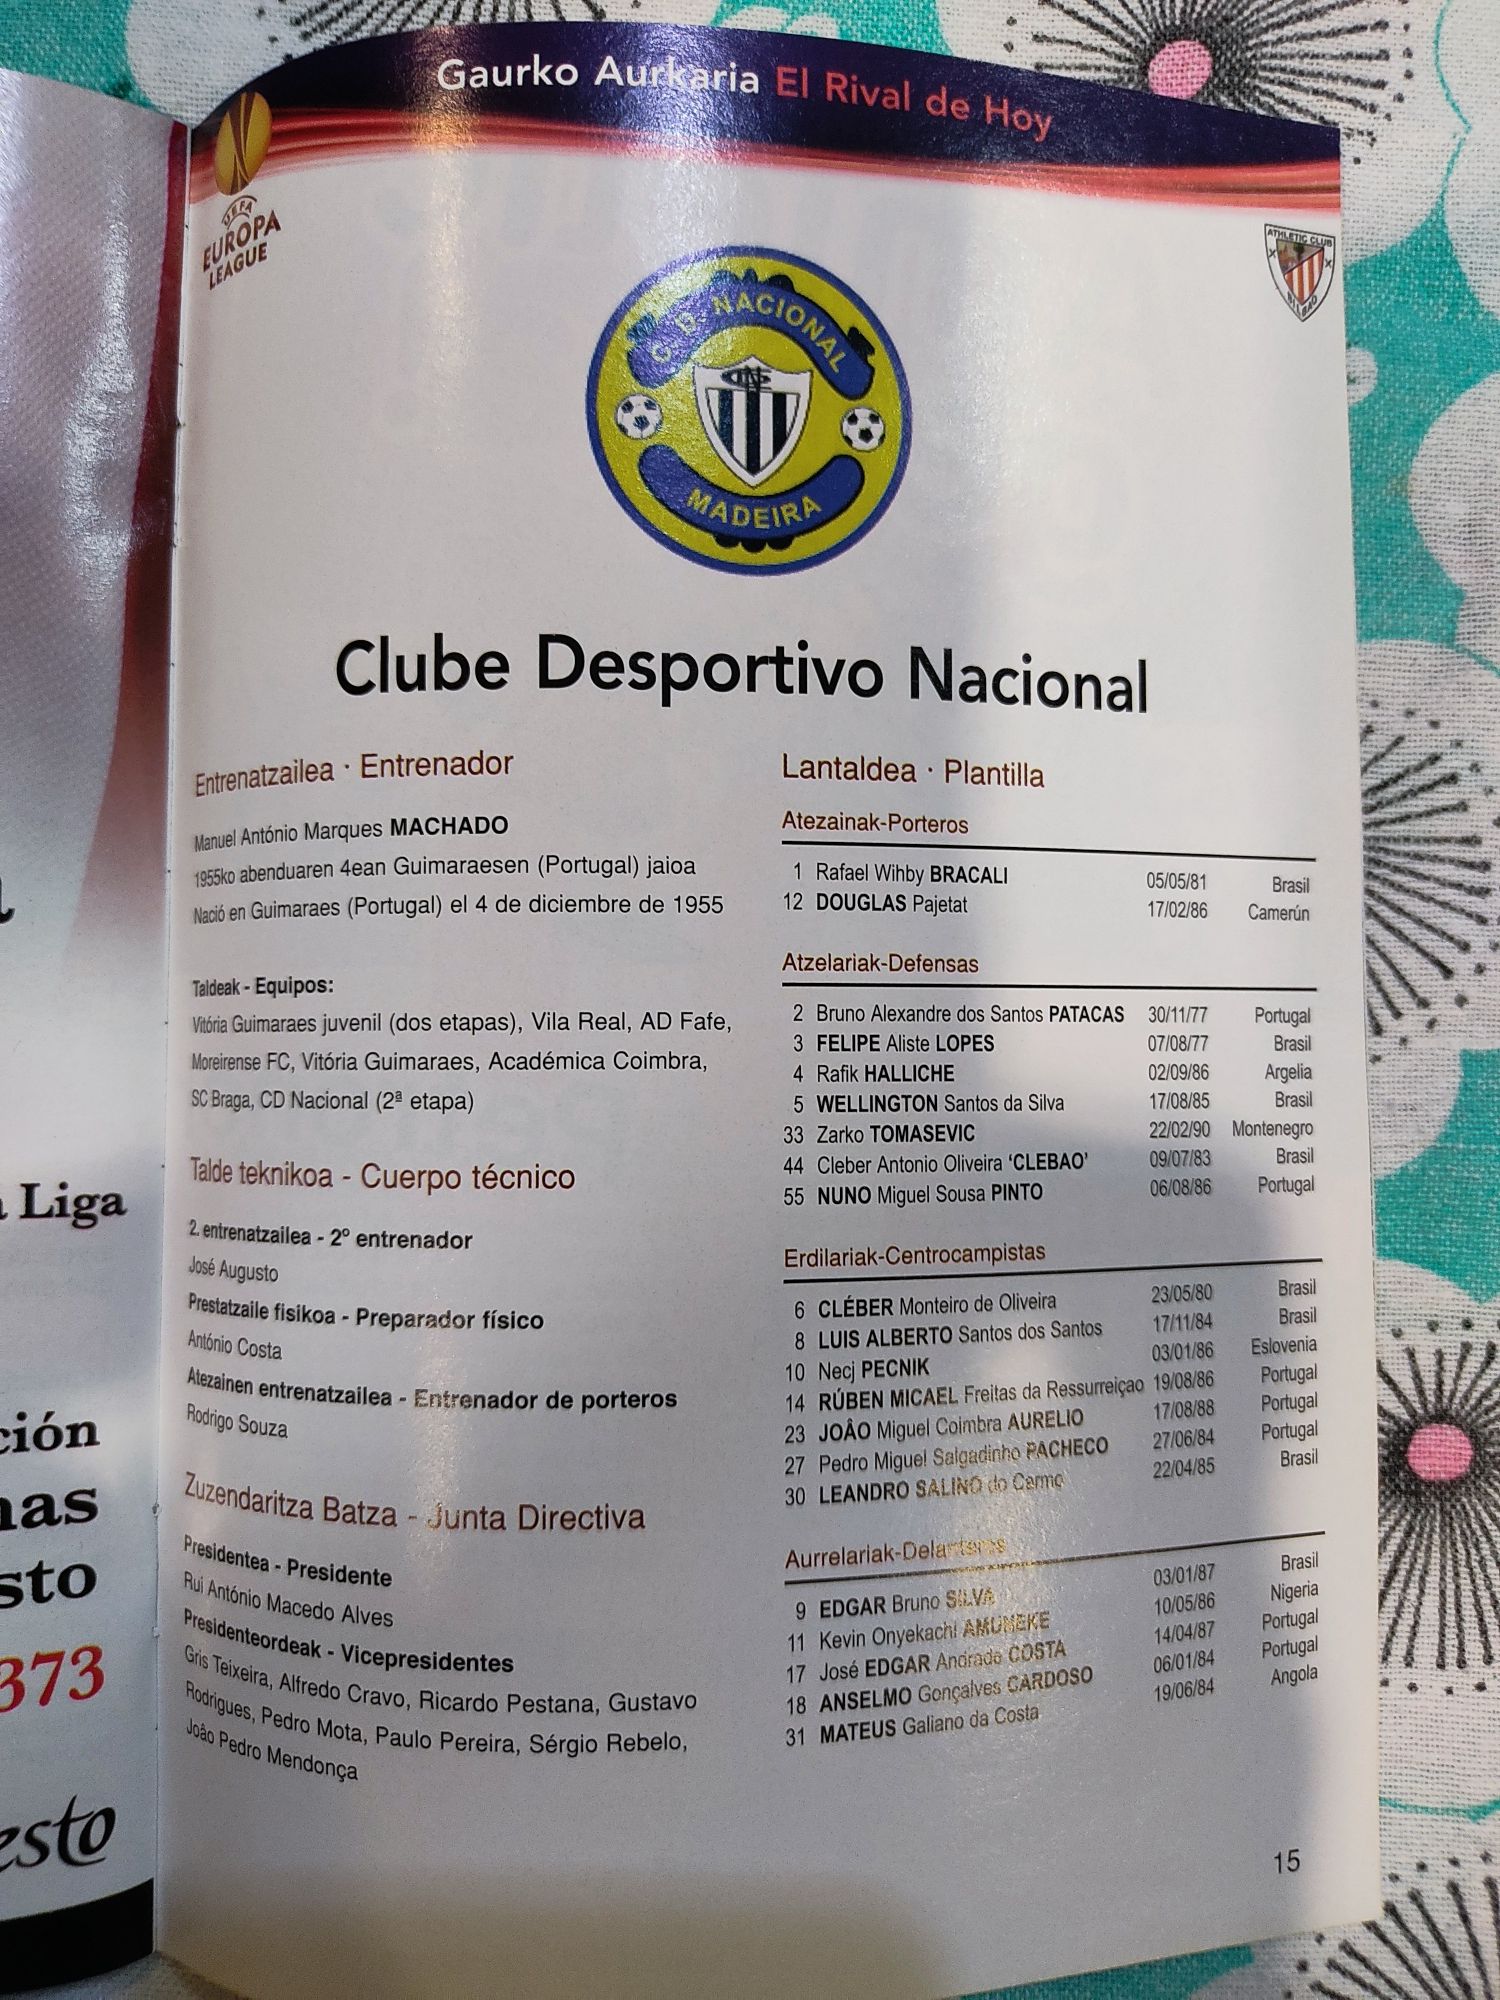 Gaurko Aurkaria El Rival de Hoy
UEFA
EUROPA
LEAGUE
ATHLETIC CLUB
BILBAO
C. D. NACIONAL
MADEIRA
Clube Desportivo Nacional
Entrenatzailea · Entrenador
Manuel António Marques MACHADO
1955ko abenduaren 4ean Guimaraesen (Portugal) jaioa
Nació en Guimaraes (Portugal) el 4 de diciembre de 1955
Taldeak - Equipos:
Vitória Guimaraes juvenil (dos etapas), Vila Real, AD Fafe,
Moreirense FC, Vitória Guimaraes, Académica Coimbra,
SC Braga, CD Nacional (2ª etapa)
Talde teknikoa - Cuerpo técnico
2. entrenatzailea - 2º entrenador
José Augusto
Prestatzaile fisikoa - Preparador físico
António Costa
Atezainen entrenatzailea - Entrenador de porteros
Rodrigo Souza
Zuzendaritza Batza - Junta Directiva
Presidentea - Presidente
Rui António Macedo Alves
Presidenteordeak - Vicepresidentes
Gris Teixeira, Alfredo Cravo, Ricardo Pestana, Gustavo
Rodrigues, Pedro Mota, Paulo Pereira, Sérgio Rebelo,
João Pedro Mendonça
Lantaldea · Plantilla
Atezainak-Porteros
1 Rafael Wihby BRACALI 05/05/81 Brasil
12 DOUGLAS Pajetat 17/02/86 Camerún
Atzelariak-Defensas
2 Bruno Alexandre dos Santos PATACAS 30/11/77 Portugal
3 FELIPE Aliste LOPES 07/08/77 Brasil
4 Rafik HALLICHE 02/09/86 Argelia
5 WELLINGTON Santos da Silva 17/08/85 Brasil
33 Zarko TOMASEVIC 22/02/90 Montenegro
44 Cleber Antonio Oliveira ‘CLEBAO’ 09/07/83 Brasil
55 NUNO Miguel Sousa PINTO 06/08/86 Portugal
Erdilariak-Centrocampistas
6 CLÉBER Monteiro de Oliveira 23/05/80 Brasil
8 LUIS ALBERTO Santos dos Santos 17/11/84 Brasil
10 Necj PECNIK 03/01/86 Eslovenia
14 RÚBEN MICAEL Freitas da Ressurreiçao 19/08/86 Portugal
23 JOÂO Miguel Coimbra AURELIO 17/08/88 Portugal
27 Pedro Miguel Salgadinho PACHECO 27/06/84 Portugal
30 LEANDRO SALINO do Carmo 22/04/85 Brasil
Aurrelariak-Delanteros
9 EDGAR Bruno SILVA 03/01/87 Brasil
11 Kevin Onyekachi AMUNEKE 10/05/86 Nigeria
17 José EDGAR Andrade COSTA 14/04/87 Portugal
18 ANSELMO Gonçalves CARDOSO 06/01/84 Portugal
31 MATEUS Galiano da Costa 19/06/84 Angola
15
Liga
373